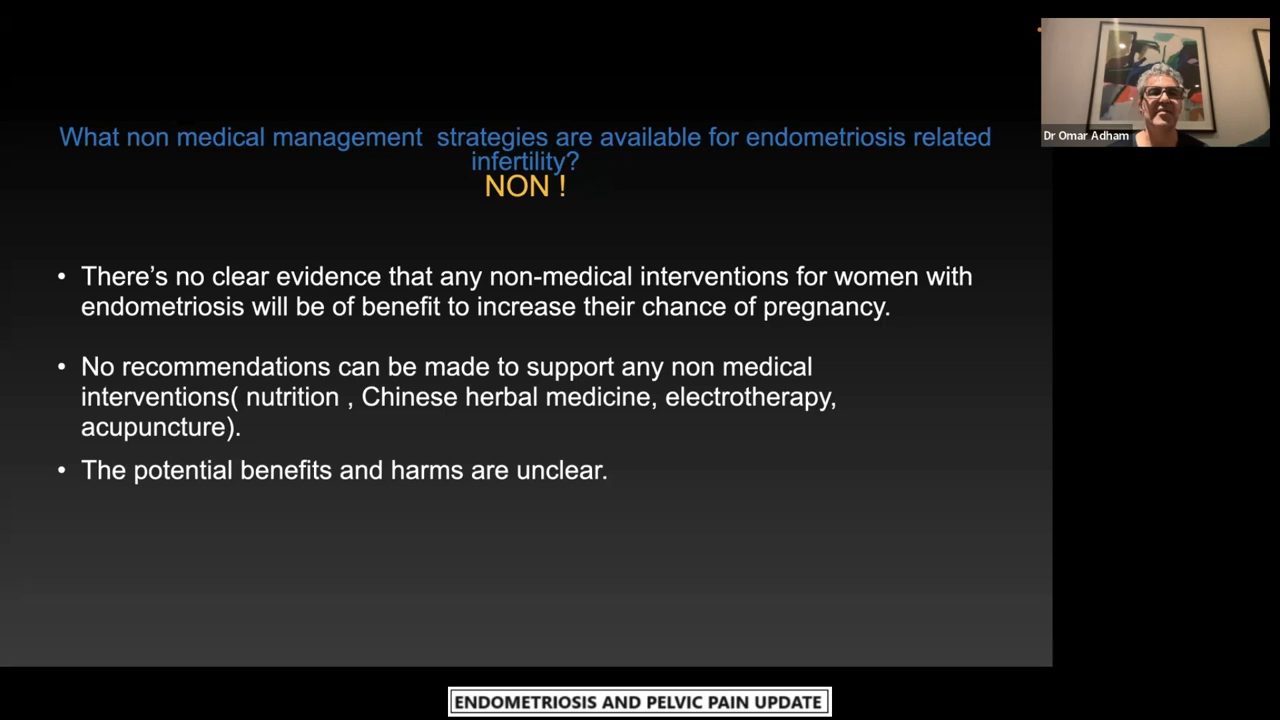 What non medical management  strategies are available for endometriosis related
infertility?
NON !
• There’s no clear evidence that any non-medical interventions for women with
endometriosis will be of benefit to increase their chance of pregnancy.
• No recommendations can be made to support any non medical
interventions( nutrition , Chinese herbal medicine, electrotherapy,
acupuncture).
• The potential benefits and harms are unclear.
Dr Omar Adham
ENDOMETRIOSIS AND PELVIC PAIN UPDATE